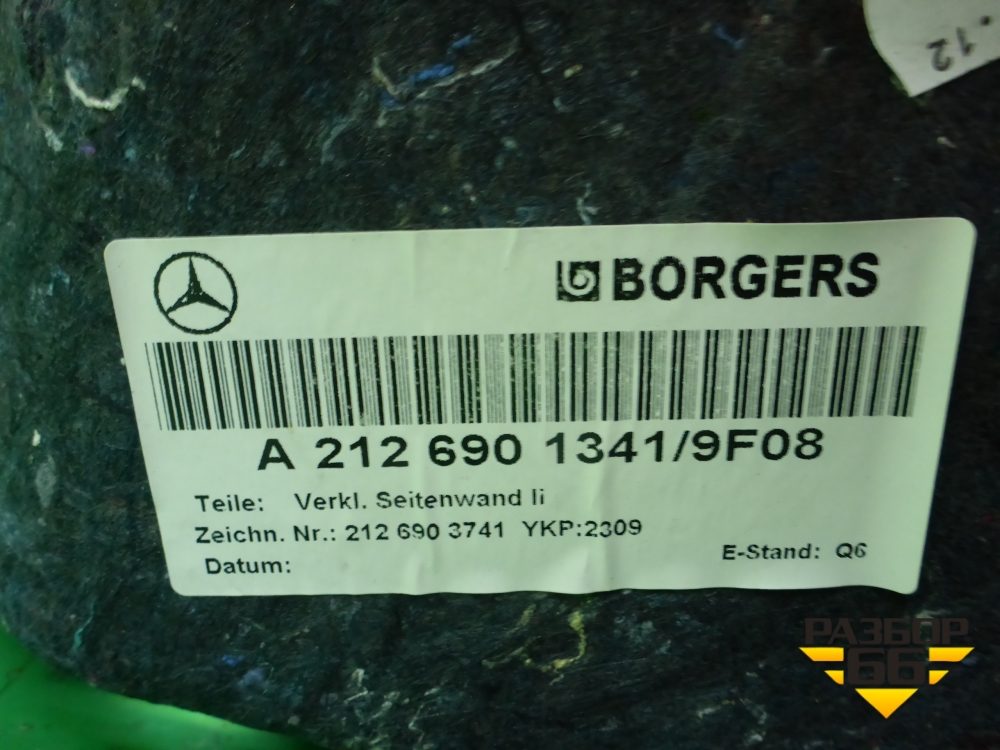 . 12
BORGERS
A 212 690 1341/9F08
Teile: Verkl. Seitenwand li
Zeichn. Nr.: 212 690 3741 YKP:2309
Datum:
E-Stand: Q6
РАЗБОР
66